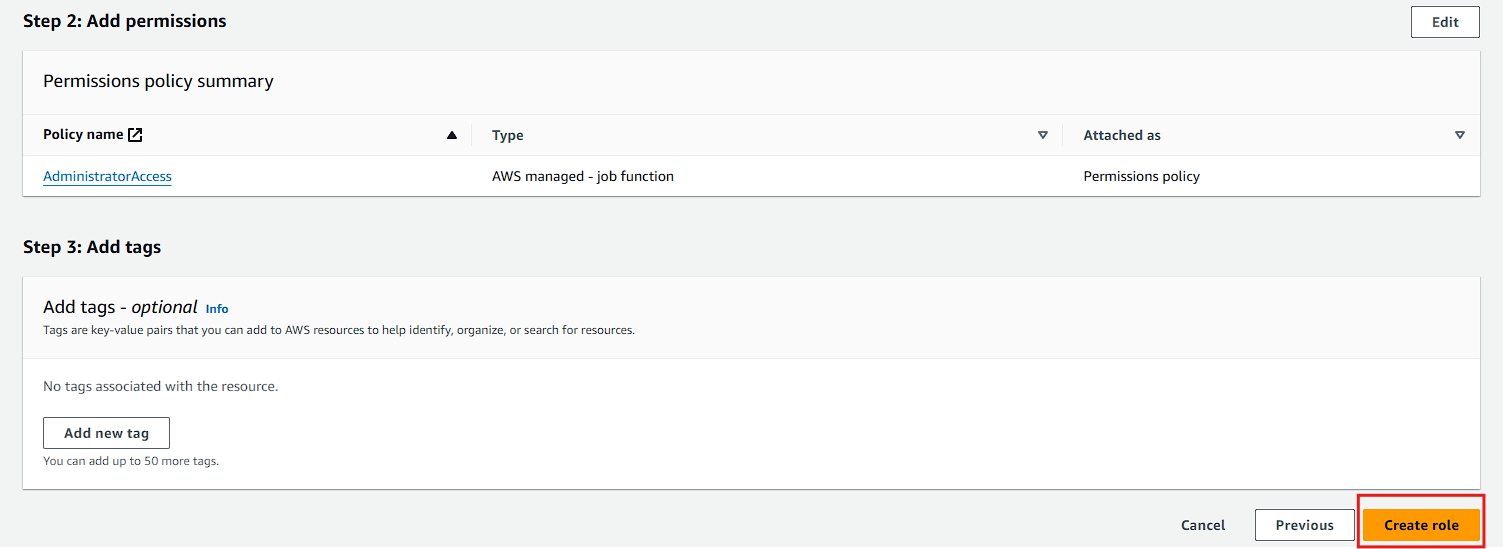 Step 2: Add permissions
Edit
Permissions policy summary
Policy name Type Attached as
AdministratorAccess AWS managed - job function Permissions policy
Step 3: Add tags
Add tags - optional Info
Tags are key-value pairs that you can add to AWS resources to help identify, organize, or search for resources.
No tags associated with the resource.
Add new tag
You can add up to 50 more tags.
Cancel Previous Create role